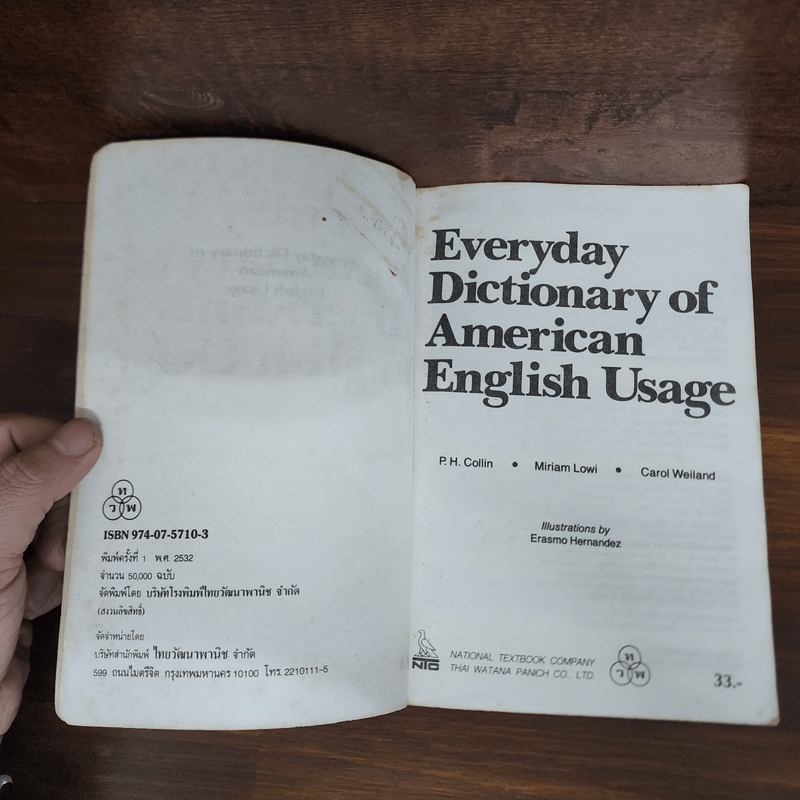 ท
ว พ
ISBN 974-07-5710-3
พิมพ์ครั้งที่ 1 พ.ศ. 2532
จำนวน 50,000 ฉบับ
จัดพิมพ์โดย บริษัทโรงพิมพ์ไทยวัฒนาพานิช จำกัด
(สงวนลิขสิทธิ์)
จัดจำหน่ายโดย
บริษัทสำนักพิมพ์ ไทยวัฒนาพานิช จำกัด
599 ถนนไมตรีจิต กรุงเทพมหานคร 10100 โทร. 2210111-5
Everyday
Dictionary of
American
English Usage
P. H. Collin • Miriam Lowi • Carol Weiland
Illustrations by
Erasmo Hernandez
NTC
NATIONAL TEXTBOOK COMPANY
THAI WATANA PANICH CO., LTD.
ท
ว พ
33.-